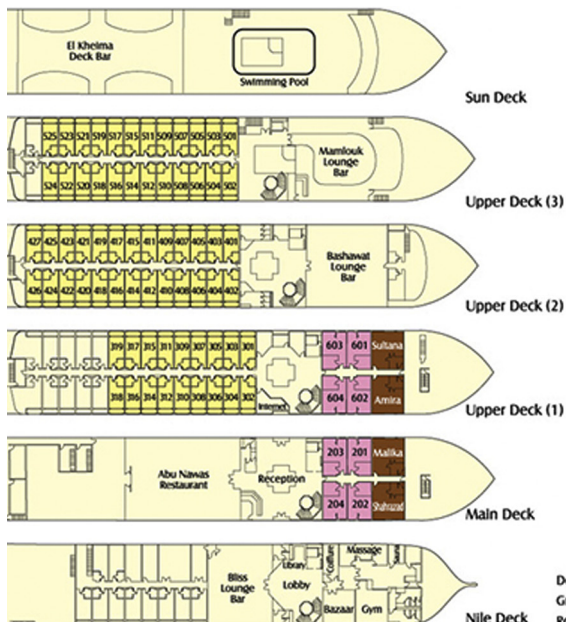 El Kheima
Deck Bar
Swimming Pool
Sun Deck
525 523 521 519 517 515 511 509 507 505 503 501
Mamlouk
Lounge
Bar
524 522 520 518 516 514 512 510 508 506 504 502
Upper Deck (3)
427 425 423 421 419 417 415 411 409 407 405 403 401
Bashawat
Lounge
Bar
426 424 422 420 418 416 414 412 410 408 406 404 402
Upper Deck (2)
319 317 315 311 309 307 305 303 301
603 601 Sultana
318 316 314 312 310 308 306 304 302
604 602 Amira
Internet
Upper Deck (1)
203 201 Malika
Abu Nawas
Restaurant
Reception
204 202 Shahrazad
Main Deck
Library
Coiffure
Massage
Sauna
Bliss
Lounge
Bar
Lobby
Bazaar
Gym
Nile Deck